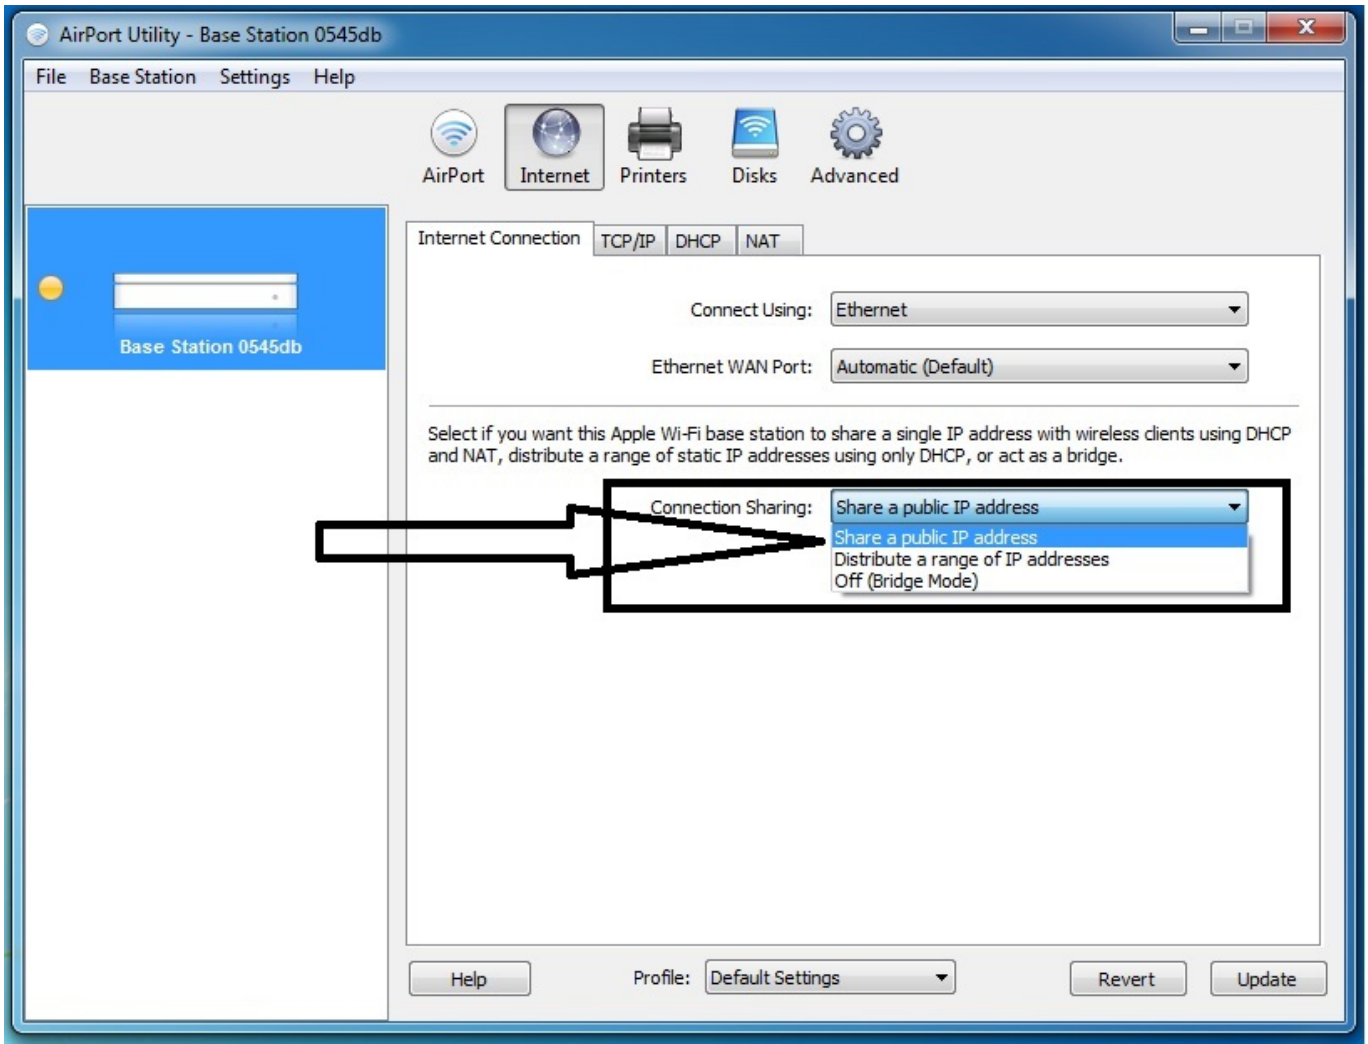 AirPort Utility - Base Station 0545db
File Base Station Settings Help
AirPort Internet Printers Disks Advanced
Base Station 0545db
Internet Connection TCP/IP DHCP NAT
Connect Using: Ethernet
Ethernet WAN Port: Automatic (Default)
Select if you want this Apple Wi-Fi base station to share a single IP address with wireless clients using DHCP
and NAT, distribute a range of static IP addresses using only DHCP, or act as a bridge.
Connection Sharing: Share a public IP address
Share a public IP address
Distribute a range of IP addresses
Off (Bridge Mode)
Help Profile: Default Settings Revert Update